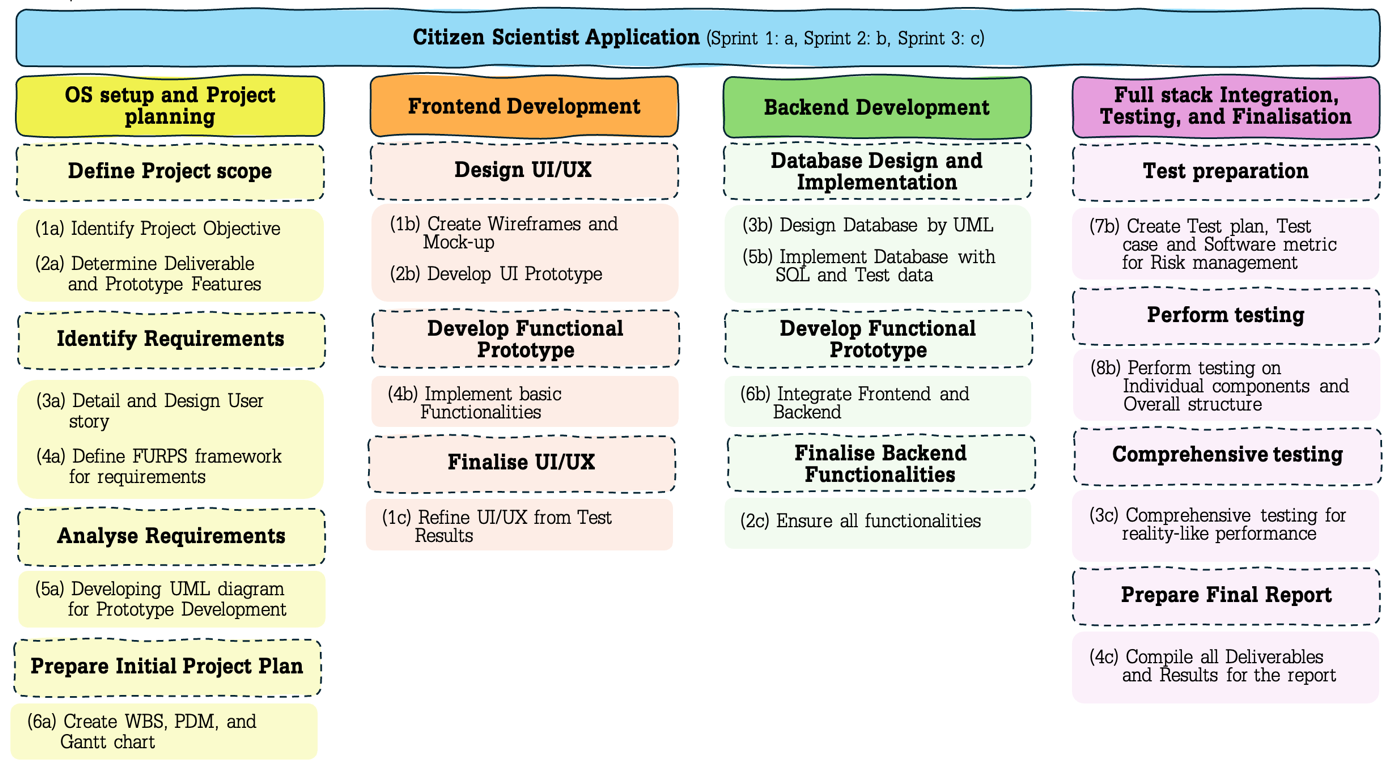 Citizen Scientist Application (Sprint 1: a, Sprint 2: b, Sprint 3: c)
OS setup and Project
planning
Define Project scope
(1a) Identify Project Objective
(2a) Determine Deliverable
and Prototype Features
Identify Requirements
(3a) Detail and Design User
story
(4a) Define FURPS framework
for requirements
Analyse Requirements
(5a) Developing UML diagram
for Prototype Development
Prepare Initial Project Plan
(6a) Create WBS, PDM, and
Gantt chart
Frontend Development
Design UI/UX
(1b) Create Wireframes and
Mock-up
(2b) Develop UI Prototype
Develop Functional
Prototype
(4b) Implement basic
Functionalities
Finalise UI/UX
(1c) Refine UI/UX from Test
Results
Backend Development
Database Design and
Implementation
(3b) Design Database by UML
(5b) Implement Database with
SQL and Test data
Develop Functional
Prototype
(6b) Integrate Frontend and
Backend
Finalise Backend
Functionalities
(2c) Ensure all functionalities
Full stack Integration,
Testing, and Finalisation
Test preparation
(7b) Create Test plan, Test
case and Software metric
for Risk management
Perform testing
(8b) Perform testing on
Individual components and
Overall structure
Comprehensive testing
(3c) Comprehensive testing for
reality-like performance
Prepare Final Report
(4c) Compile all Deliverables
and Results for the report